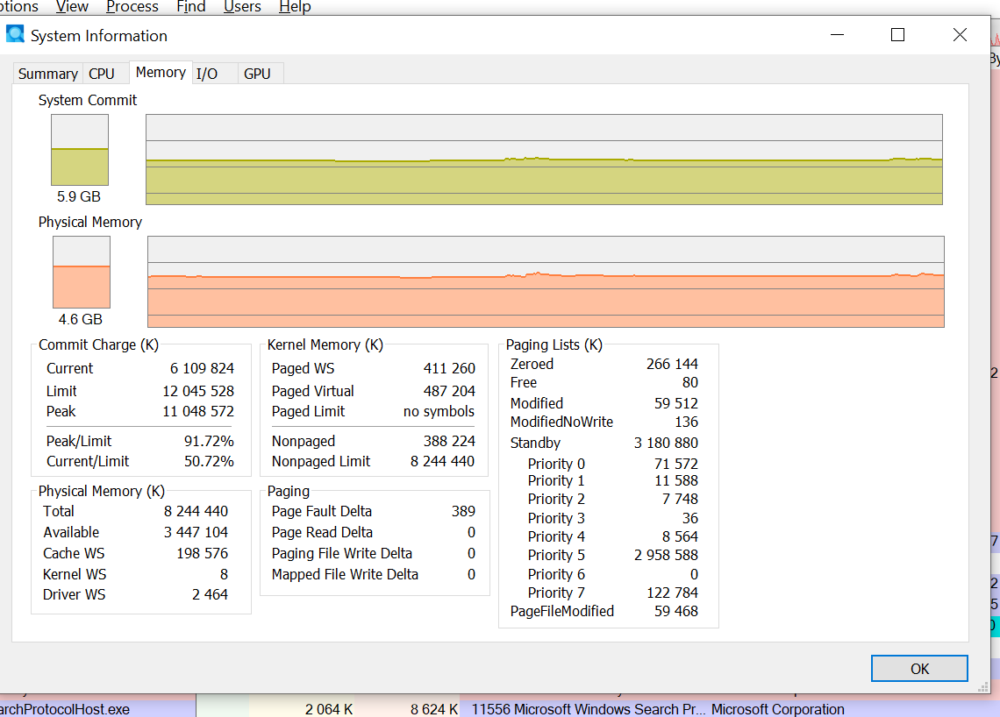 ptions View Process Find Users Help
System Information
Summary CPU Memory I/O GPU
System Commit
5.9 GB
Physical Memory
4.6 GB
Commit Charge (K)
Current 6 109 824
Limit 12 045 528
Peak 11 048 572
Peak/Limit 91.72%
Current/Limit 50.72%
Physical Memory (K)
Total 8 244 440
Available 3 447 104
Cache WS 198 576
Kernel WS 8
Driver WS 2 464
Kernel Memory (K)
Paged WS 411 260
Paged Virtual 487 204
Paged Limit no symbols
Nonpaged 388 224
Nonpaged Limit 8 244 440
Paging
Page Fault Delta 389
Page Read Delta 0
Paging File Write Delta 0
Mapped File Write Delta 0
Paging Lists (K)
Zeroed 266 144
Free 80
Modified 59 512
ModifiedNoWrite 136
Standby 3 180 880
Priority 0 71 572
Priority 1 11 588
Priority 2 7 748
Priority 3 36
Priority 4 8 564
Priority 5 2 958 588
Priority 6 0
Priority 7 122 784
PageFileModified 59 468
OK
archProtocolHost.exe 2 064 K 8 624 K 11556 Microsoft Windows Search Pr... Microsoft Corporation